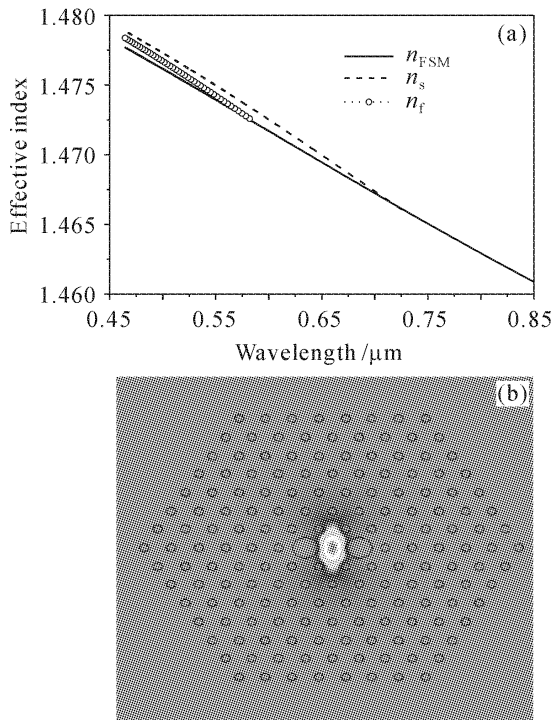 (a)
1.480
1.475
1.470
1.465
1.460
Effective index
n_FSM
n_s
n_f
0.45 0.55 0.65 0.75 0.85
Wavelength /μm
(b)